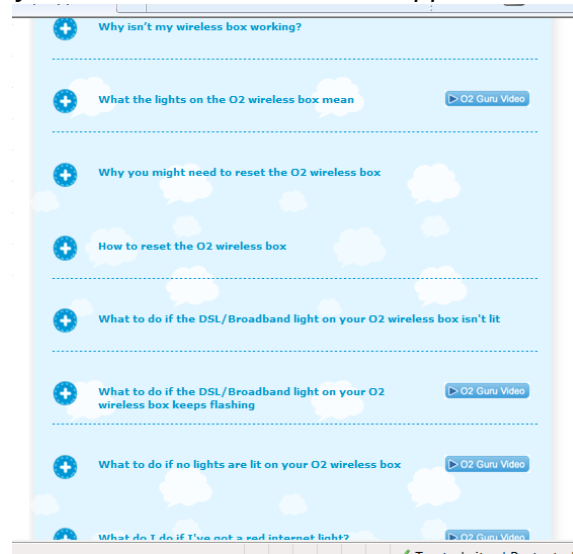 Why isn't my wireless box working?
What the lights on the O2 wireless box mean
O2 Guru Video
Why you might need to reset the O2 wireless box
How to reset the O2 wireless box
What to do if the DSL/Broadband light on your O2 wireless box isn't lit
What to do if the DSL/Broadband light on your O2
wireless box keeps flashing
O2 Guru Video
What to do if no lights are lit on your O2 wireless box
O2 Guru Video
What do I do if I've got a red internet light?
O2 Guru Video